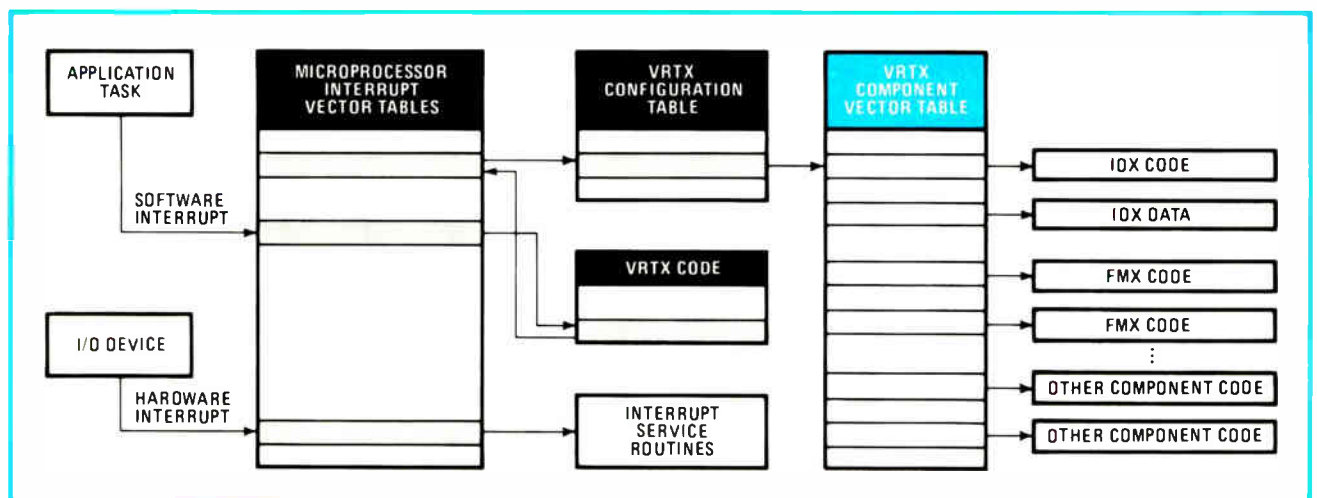 APPLICATION
TASK
MICROPROCESSOR
INTERRUPT
VECTOR TABLES
VRTX
CONFIGURATION
TABLE
VRTX
COMPONENT
VECTOR TABLE
SOFTWARE
INTERRUPT
I/O DEVICE
HARDWARE
INTERRUPT
VRTX CODE
INTERRUPT
SERVICE
ROUTINES
IOX CODE
IOX DATA
FMX CODE
FMX CODE
⋮
OTHER COMPONENT CODE
OTHER COMPONENT CODE